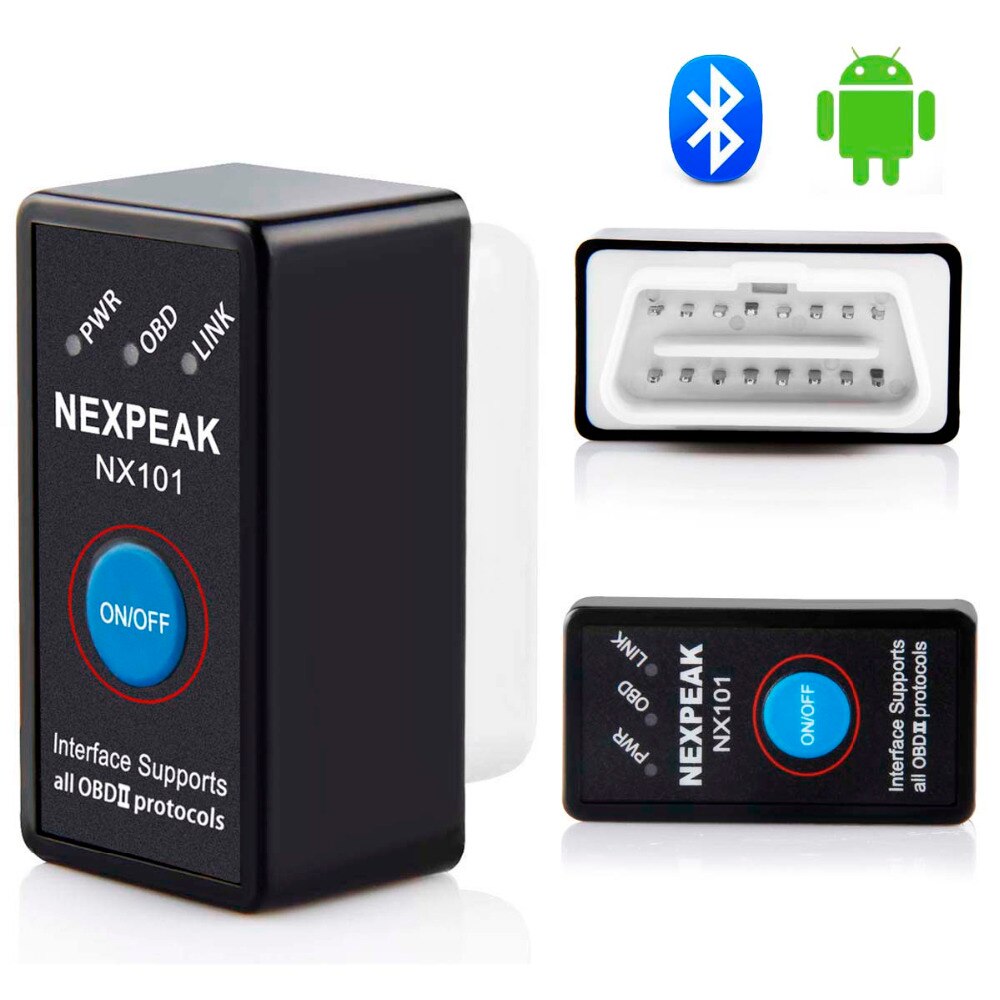 PWR
OBD
LINK
NEXPEAK
NX101
ON/OFF
Interface Supports
all OBDII protocols
PWR
OBD
LINK
NEXPEAK
NX101
ON/OFF
Interface Supports
all OBDII protocols